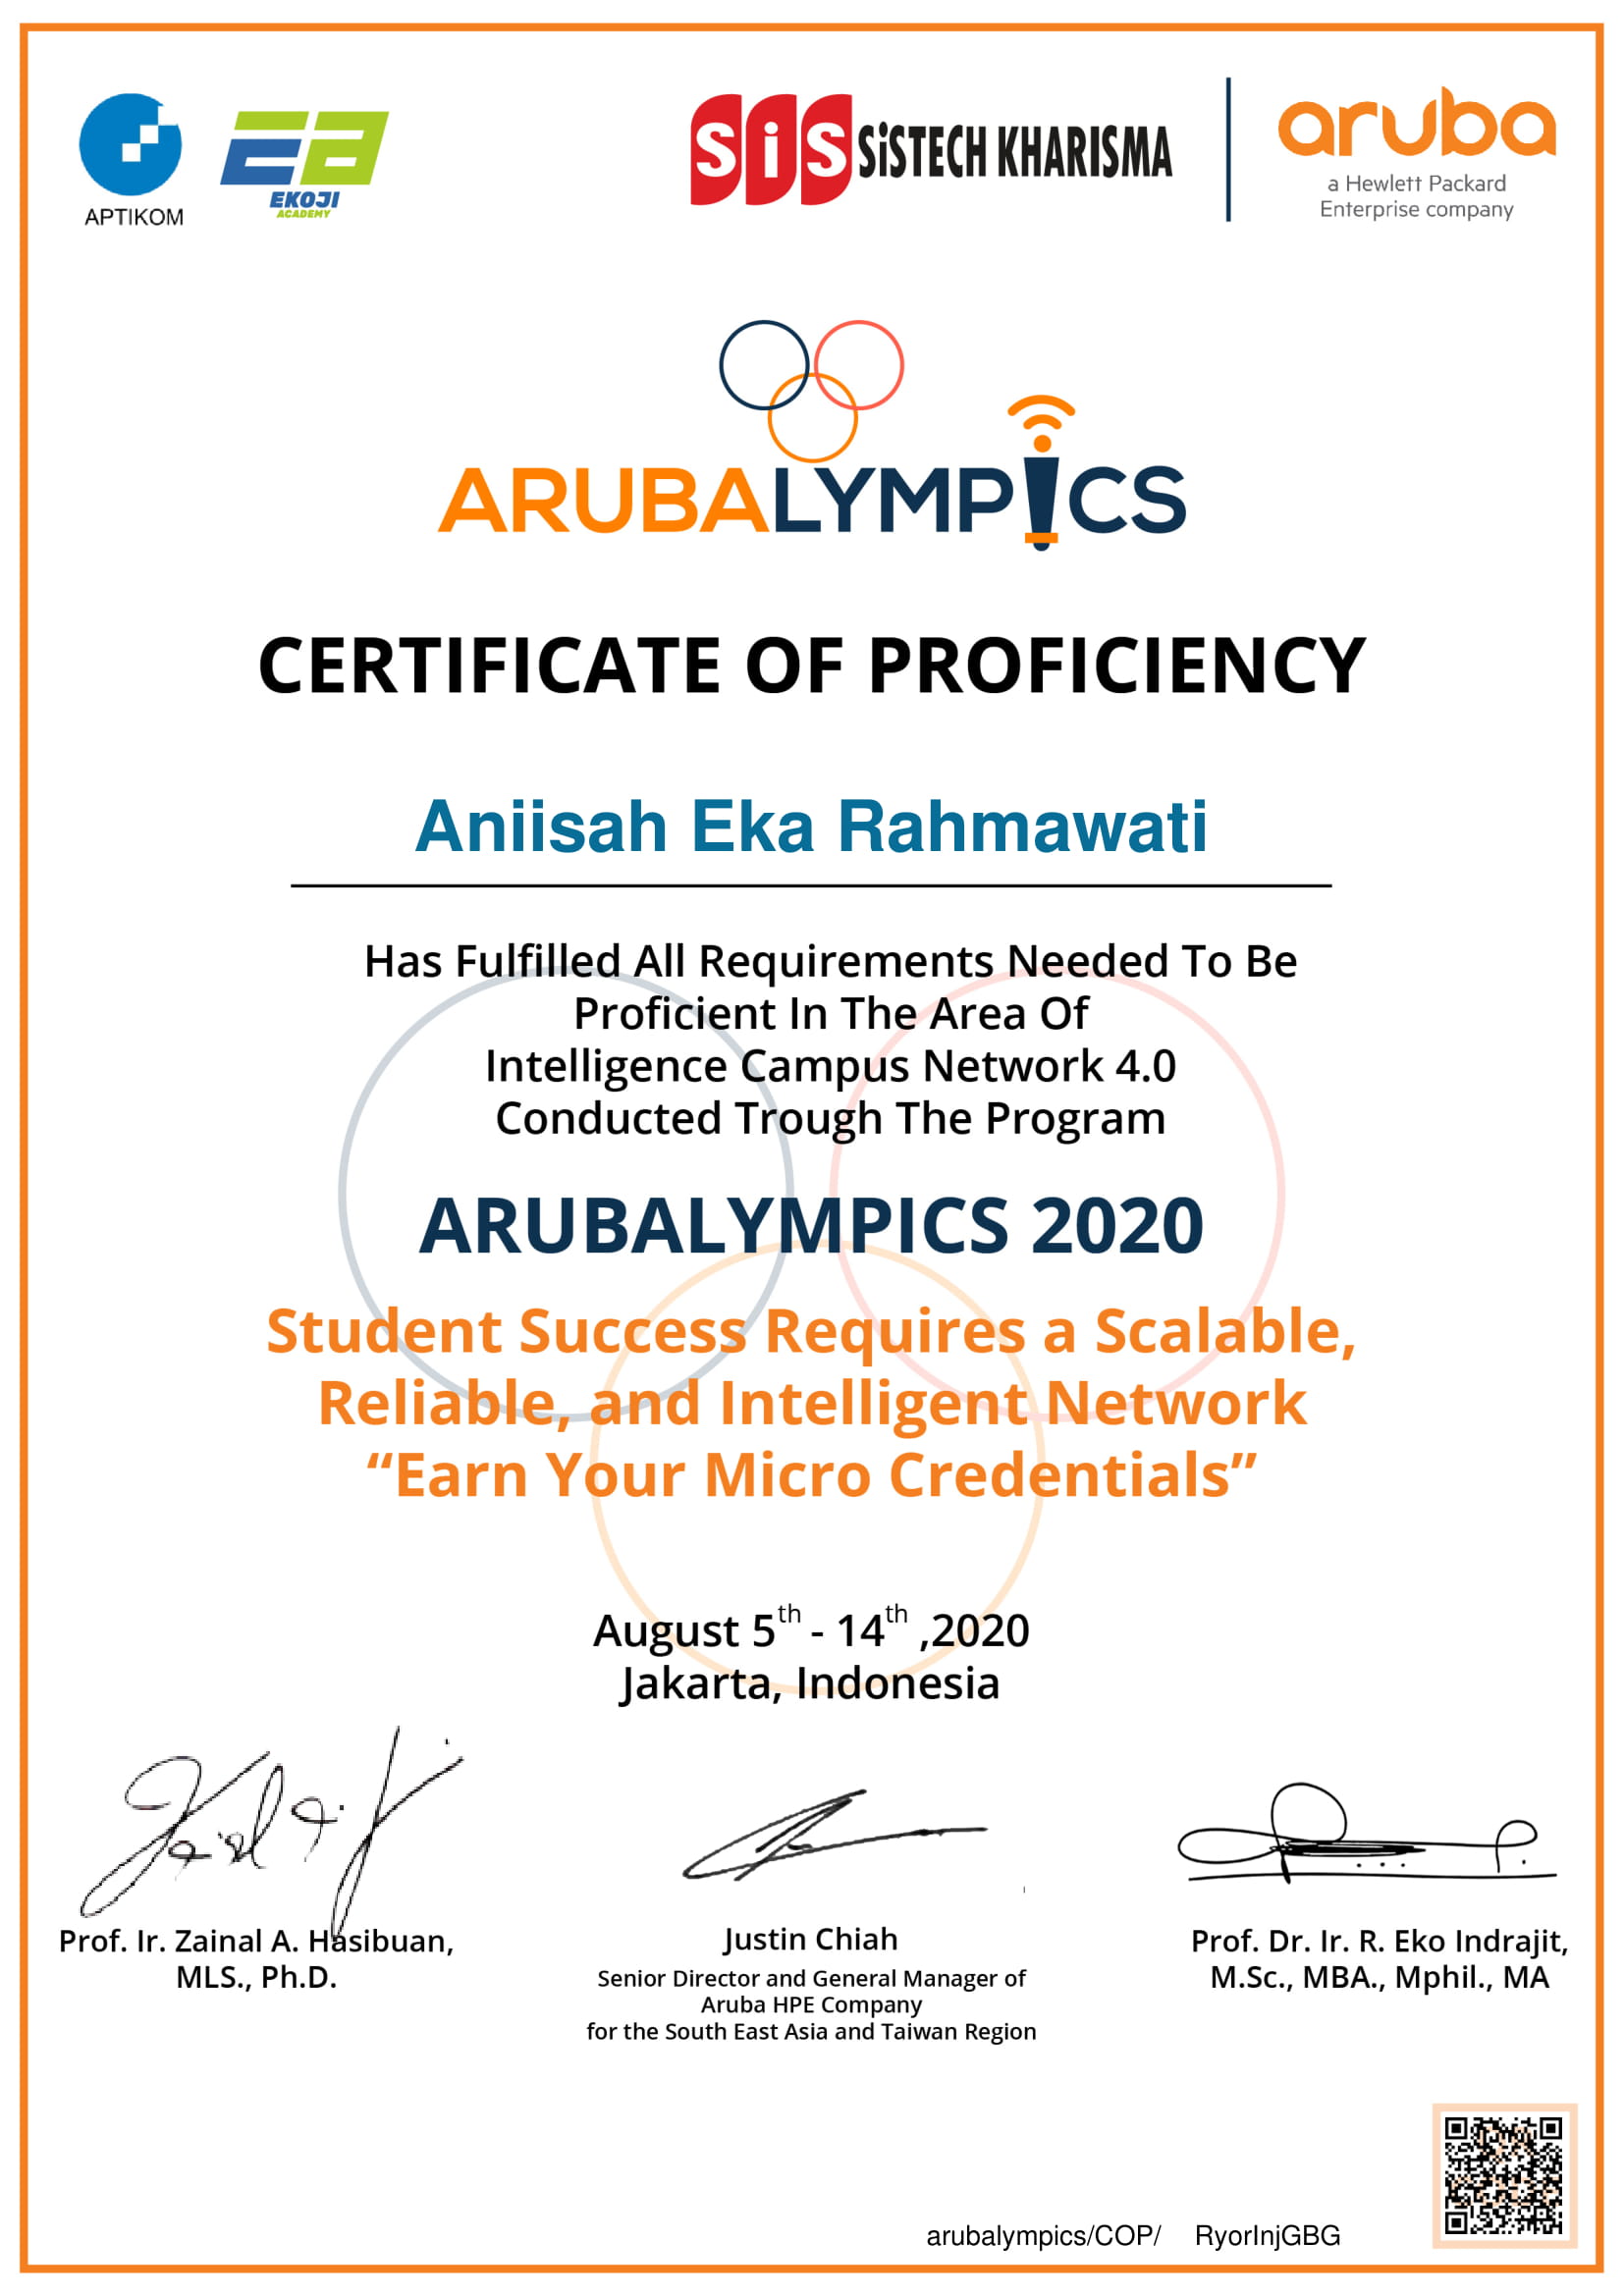 APTIKOM
EA
EKOJI
ACADEMY
SiS SiSTECH KHARISMA
aruba
a Hewlett Packard
Enterprise company
ARUBALYMPICS
CERTIFICATE OF PROFICIENCY
Aniisah Eka Rahmawati
Has Fulfilled All Requirements Needed To Be
Proficient In The Area Of
Intelligence Campus Network 4.0
Conducted Trough The Program
ARUBALYMPICS 2020
Student Success Requires a Scalable,
Reliable, and Intelligent Network
“Earn Your Micro Credentials”
August 5th - 14th ,2020
Jakarta, Indonesia
Prof. Ir. Zainal A. Hasibuan,
MLS., Ph.D.
Justin Chiah
Senior Director and General Manager of
Aruba HPE Company
for the South East Asia and Taiwan Region
Prof. Dr. Ir. R. Eko Indrajit,
M.Sc., MBA., Mphil., MA
arubalympics/COP/ RyorInjGBG